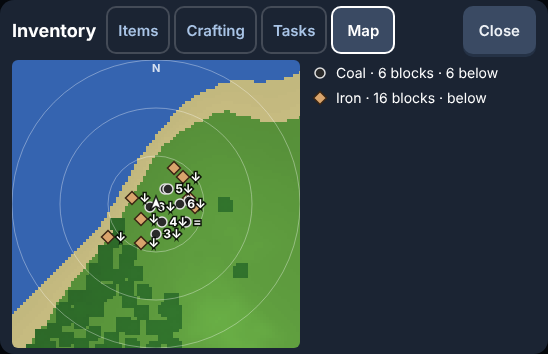 Inventory Items Crafting Tasks Map Close
N
Coal · 6 blocks · 6 below
Iron · 16 blocks · below
↓
5↓
↓
3↓ 6↓
↓ 4↓ =
↓ 3↓
↓